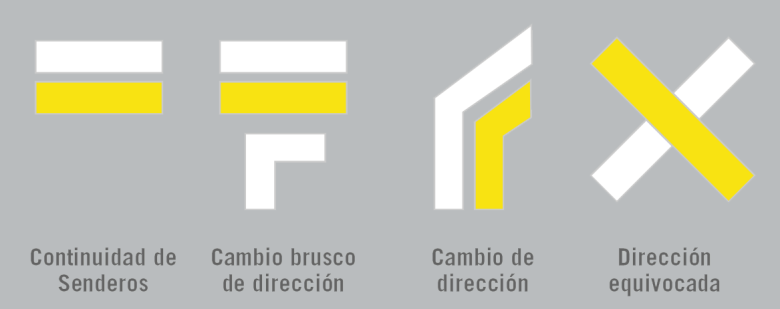 Continuidad de
Senderos
Cambio brusco
de dirección
Cambio de
dirección
Dirección
equivocada